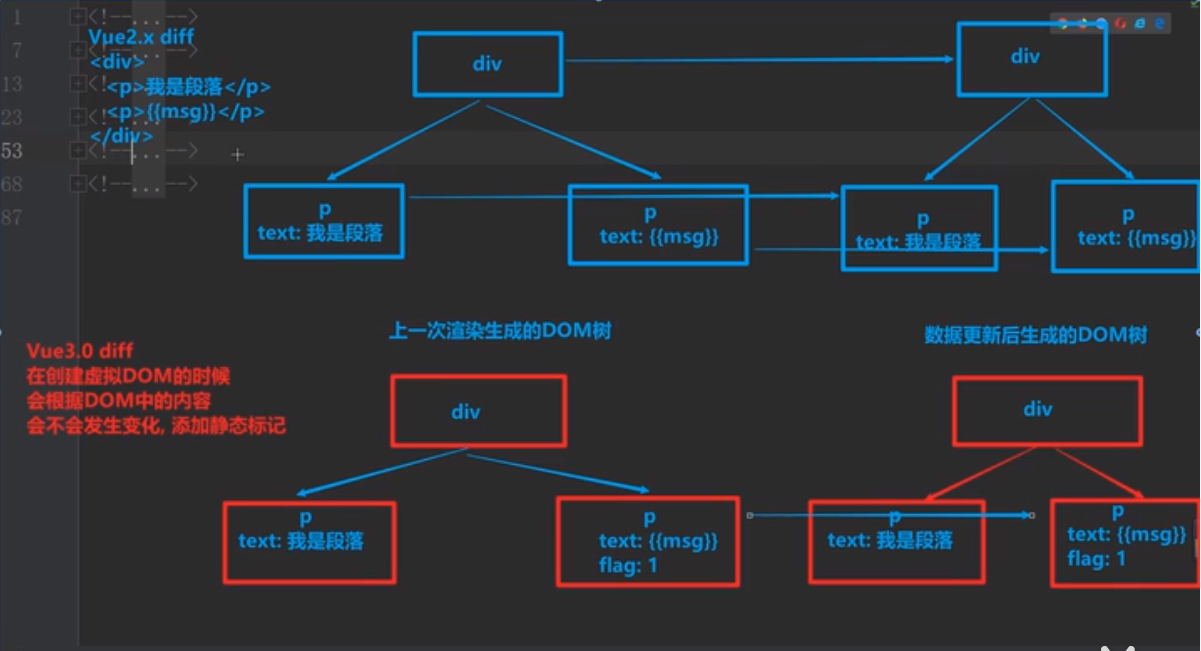 1
<!--...-->
7
<!--...-->
13
<!
23
<!
53
<!--...-->
68
<!--...-->
87
Vue2.x diff
<div>
<p>我是段落</p>
<p>{{msg}}</p>
</div>
div
p
text: 我是段落
p
text: {{msg}}
div
p
text: 我是段落
p
text: {{msg}}
上一次渲染生成的DOM树
数据更新后生成的DOM树
Vue3.0 diff
在创建虚拟DOM的时候
会根据DOM中的内容
会不会发生变化, 添加静态标记
div
p
text: 我是段落
p
text: {{msg}}
flag: 1
div
p
text: 我是段落
p
text: {{msg}}
flag: 1